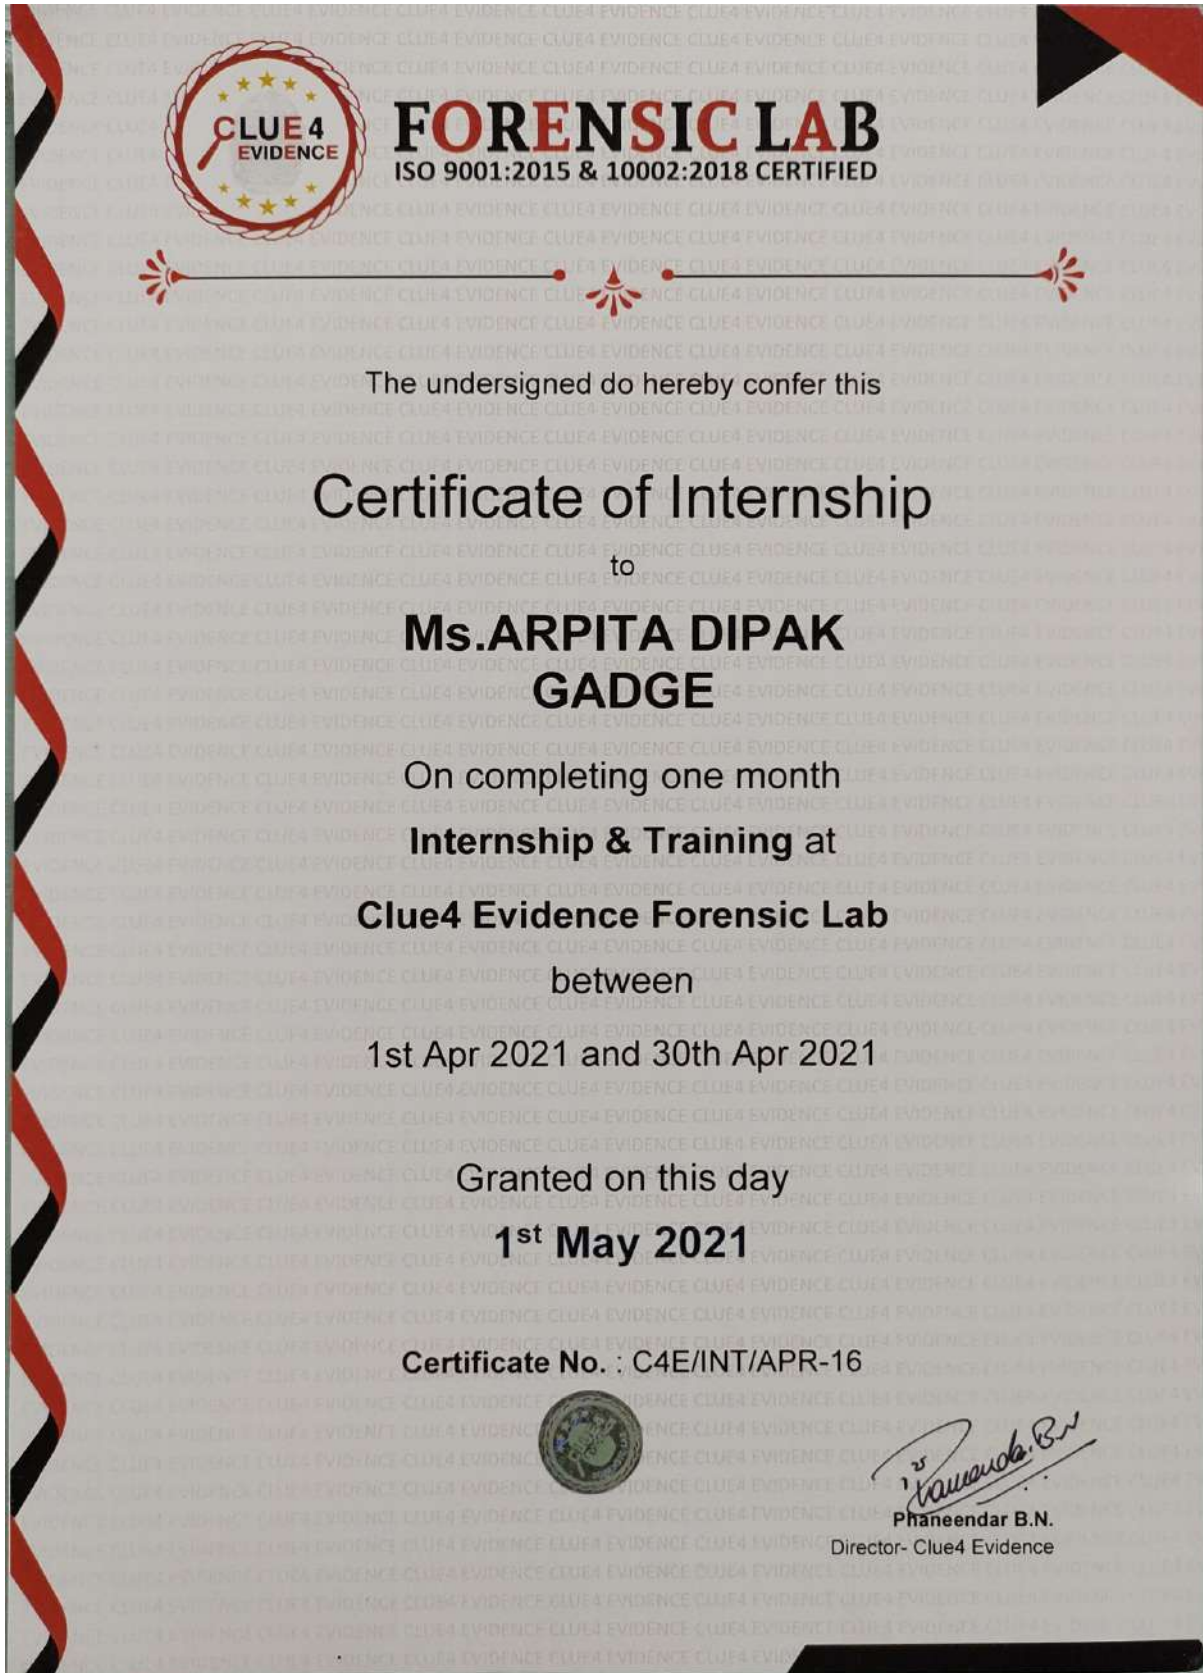 CLUE 4
EVIDENCE
FORENSIC LAB
ISO 9001:2015 & 10002:2018 CERTIFIED
The undersigned do hereby confer this
Certificate of Internship
to
Ms.ARPITA DIPAK
GADGE
On completing one month
Internship & Training at
Clue4 Evidence Forensic Lab
between
1st Apr 2021 and 30th Apr 2021
Granted on this day
1st May 2021
Certificate No. : C4E/INT/APR-16
Phaneendar B.N.
Director- Clue4 Evidence